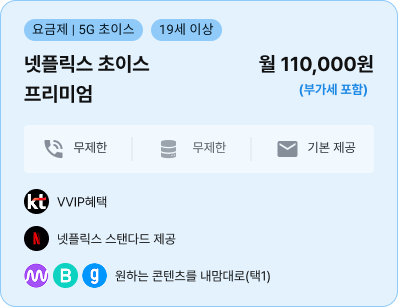 요금제 | 5G 초이스 19세 이상
넷플릭스 초이스 월 110,000원
프리미엄 (부가세 포함)
무제한 무제한 기본 제공
kt VVIP혜택
N 넷플릭스 스탠다드 제공
B g 원하는 콘텐츠를 내맘대로(택1)